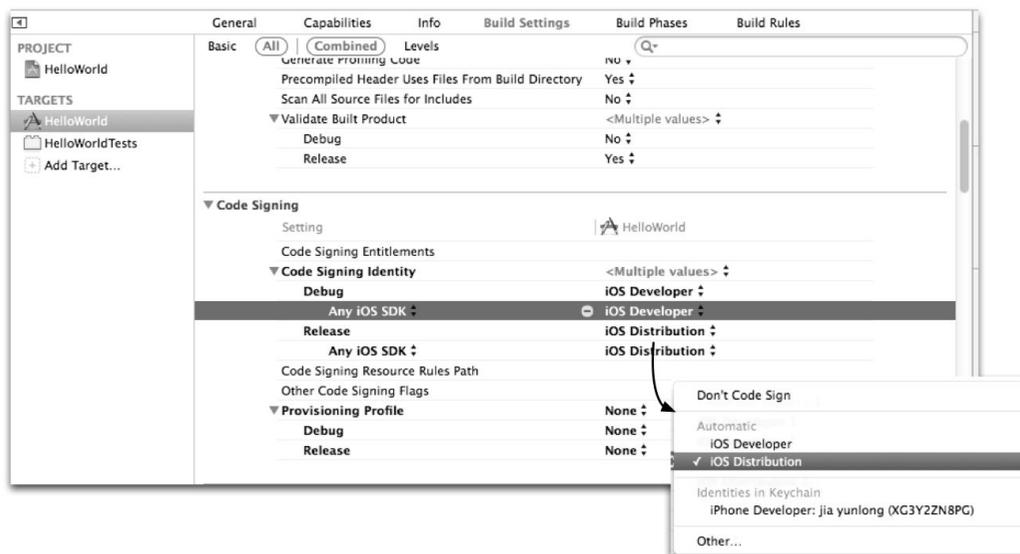 General Capabilities Info Build Settings Build Phases Build Rules
Basic All Combined Levels
PROJECT
HelloWorld
TARGETS
HelloWorld
HelloWorldTests
Add Target...
Generate Profiling Code No
Precompiled Header Uses Files From Build Directory Yes
Scan All Source Files for Includes No
Validate Built Product <Multiple values>
Debug No
Release Yes
Code Signing
Setting HelloWorld
Code Signing Entitlements
Code Signing Identity <Multiple values>
Debug iOS Developer
Any iOS SDK iOS Developer
Release iOS Distribution
Any iOS SDK iOS Distribution
Code Signing Resource Rules Path
Other Code Signing Flags
Provisioning Profile None
Debug None
Release None
Don't Code Sign
Automatic
iOS Developer
✓ iOS Distribution
Identities in Keychain
iPhone Developer: jia yunlong (XG3Y2ZN8PG)
Other...